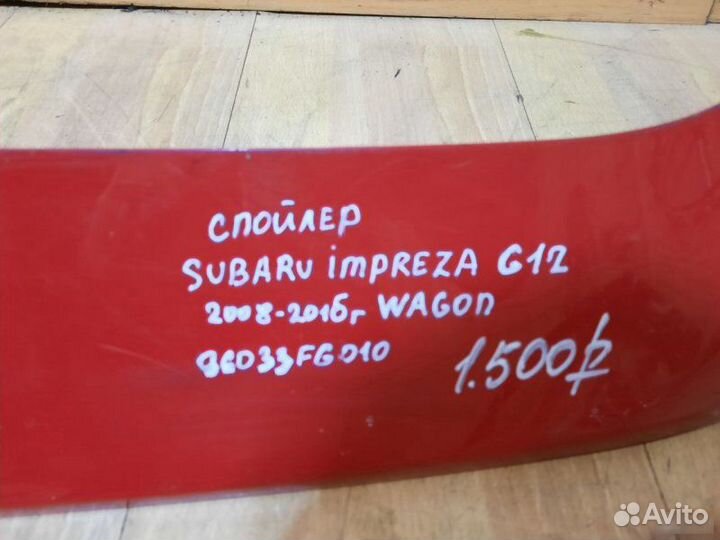 СПОЙЛЕР
SUBARU iMPREZA G12
2008-2016г WAGON
96033FG010 1.500₽
Avito